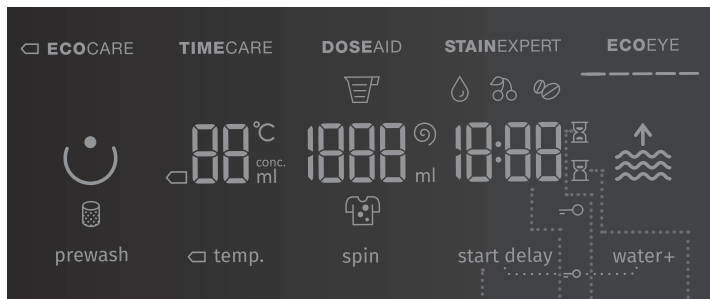 ECOCARE TIMECARE DOSEAID STAINEXPERT ECOEYE
88 °C conc. ml 1888 ml 18:88
prewash temp. spin start delay water+